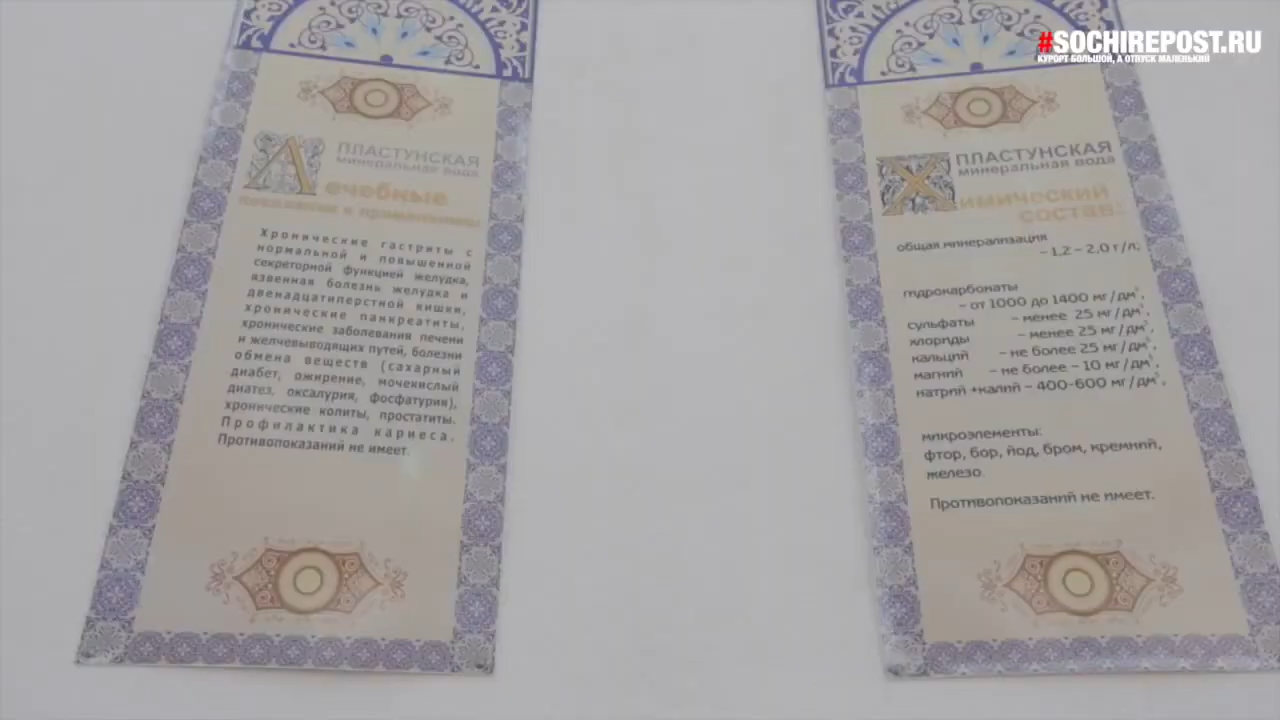 #SOCHIREPOST.RU
КУРОРТ БОЛЬШОЙ, А ОТПУСК МАЛЕНЬКИЙ
ПЛАСТУНСКАЯ
минеральная вода
Лечебные
показания к применению:
Хронические гастриты с
нормальной и повышенной
секреторной функцией желудка,
язвенная болезнь желудка и
двенадцатиперстной кишки,
хронические панкреатиты,
хронические заболевания печени
и желчевыводящих путей, болезни
обмена веществ (сахарный
диабет, ожирение, мочекислый
диатез, оксалурия, фосфатурия),
хронические колиты, простатиты.
Профилактика кариеса.
Противопоказаний не имеет.
ПЛАСТУНСКАЯ
минеральная вода
Химический
состав:
общая минерализация
– 1,2 – 2,0 г/л;
гидрокарбонаты
– от 1000 до 1400 мг/дм³,
сульфаты – менее 25 мг/дм³,
хлориды – менее 25 мг/дм³,
кальций – не более 25 мг/дм³,
магний – не более – 10 мг/дм³,
натрий +калий – 400-600 мг/дм³,
микроэлементы:
фтор, бор, йод, бром, кремний,
железо.
Противопоказаний не имеет.